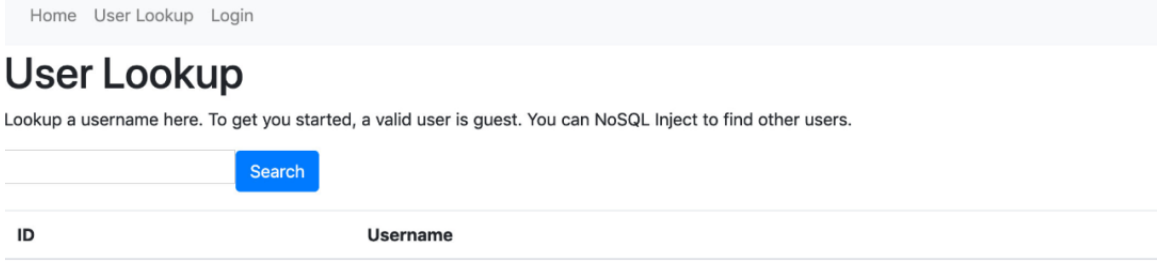 Home User Lookup Login
User Lookup
Lookup a username here. To get you started, a valid user is guest. You can NoSQL Inject to find other users.
Search
ID Username